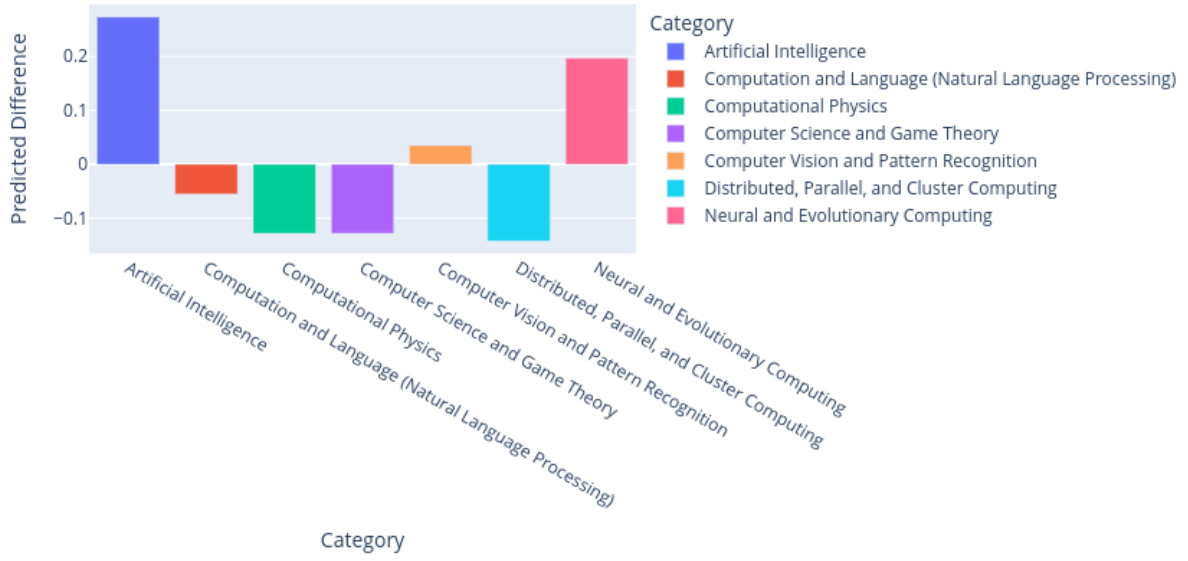 Predicted Difference
0.2
0.1
0
−0.1
Artificial Intelligence
Computation and Language (Natural Language Processing)
Computational Physics
Computer Science and Game Theory
Computer Vision and Pattern Recognition
Distributed, Parallel, and Cluster Computing
Neural and Evolutionary Computing
Category
Category
Artificial Intelligence
Computation and Language (Natural Language Processing)
Computational Physics
Computer Science and Game Theory
Computer Vision and Pattern Recognition
Distributed, Parallel, and Cluster Computing
Neural and Evolutionary Computing